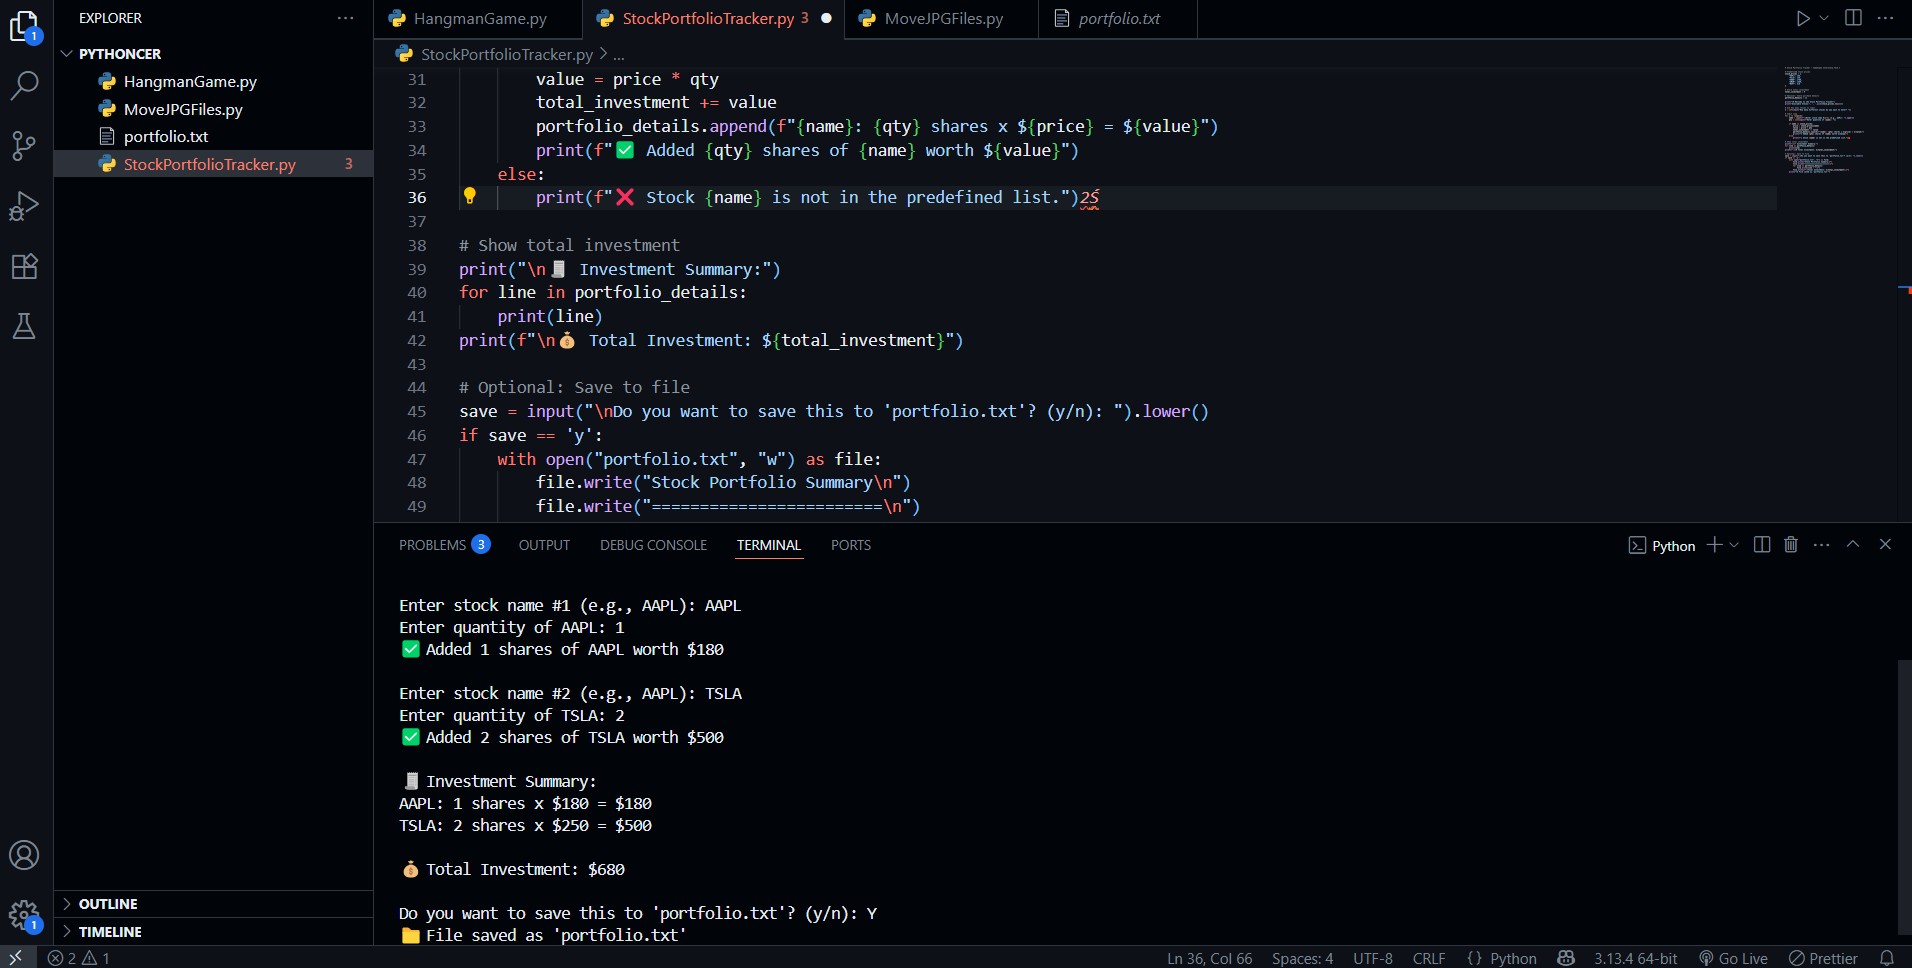 1
EXPLORER ...
PYTHONCER
HangmanGame.py
MoveJPGFiles.py
portfolio.txt
StockPortfolioTracker.py 3
OUTLINE
TIMELINE
1
HangmanGame.py StockPortfolioTracker.py 3 MoveJPGFiles.py portfolio.txt
StockPortfolioTracker.py > ...
31 value = price * qty
32 total_investment += value
33 portfolio_details.append(f"{name}: {qty} shares x ${price} = ${value}")
34 print(f"✅ Added {qty} shares of {name} worth ${value}")
35 else:
36 print(f"❌ Stock {name} is not in the predefined list.")2Ś
37
38 # Show total investment
39 print("\n🧾 Investment Summary:")
40 for line in portfolio_details:
41 print(line)
42 print(f"\n💰 Total Investment: ${total_investment}")
43
44 # Optional: Save to file
45 save = input("\nDo you want to save this to 'portfolio.txt'? (y/n): ").lower()
46 if save == 'y':
47 with open("portfolio.txt", "w") as file:
48 file.write("Stock Portfolio Summary\n")
49 file.write("========================\n")
PROBLEMS 3 OUTPUT DEBUG CONSOLE TERMINAL PORTS Python
Enter stock name #1 (e.g., AAPL): AAPL
Enter quantity of AAPL: 1
✅ Added 1 shares of AAPL worth $180
Enter stock name #2 (e.g., AAPL): TSLA
Enter quantity of TSLA: 2
✅ Added 2 shares of TSLA worth $500
🧾 Investment Summary:
AAPL: 1 shares x $180 = $180
TSLA: 2 shares x $250 = $500
💰 Total Investment: $680
Do you want to save this to 'portfolio.txt'? (y/n): Y
📁 File saved as 'portfolio.txt'
2 1 Ln 36, Col 66 Spaces: 4 UTF-8 CRLF {} Python 3.13.4 64-bit Go Live Prettier